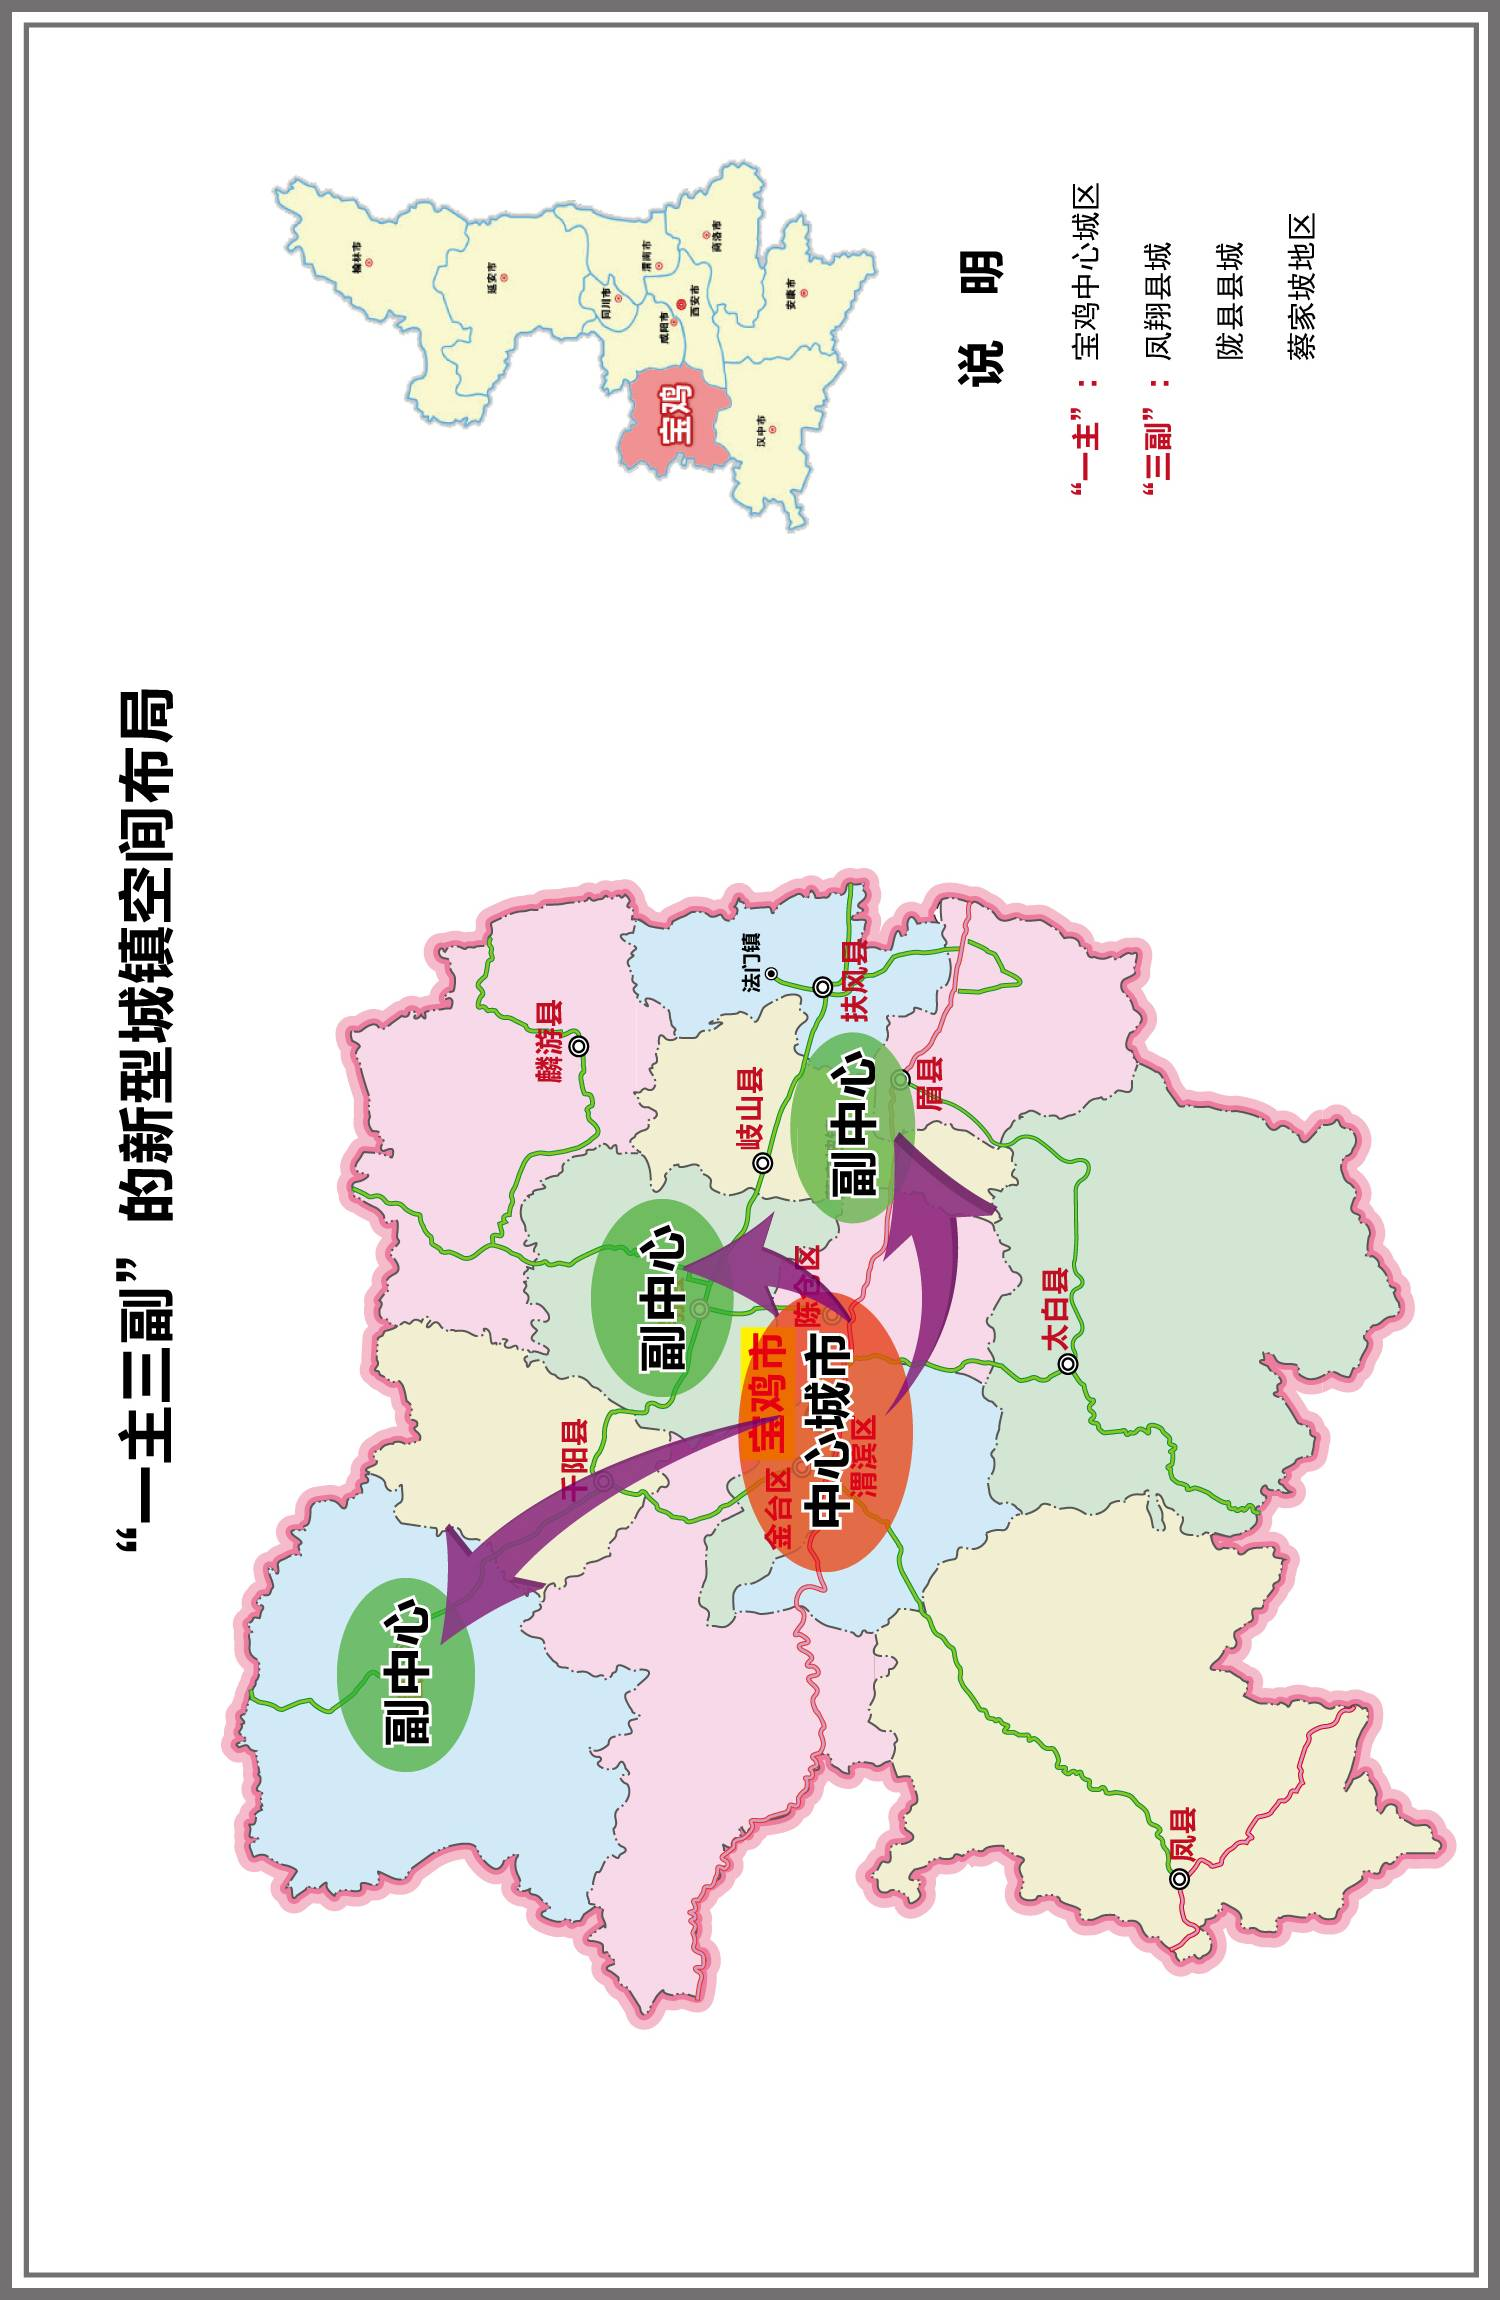 “一主三副” 的新型城镇空间布局
榆林市
延安市
同川市
渭南市
咸阳市
西安市
商洛市
宝鸡
安康市
汉中市
说 明
“一主”：宝鸡中心城区
“三副”：凤翔县城
陇县县城
蔡家坡地区
副中心
千阳县
麟游县
副中心
法门镇
岐山县
扶风县
副中心
眉县
宝鸡市
陈仓区
金台区
中心城市
渭滨区
太白县
凤县